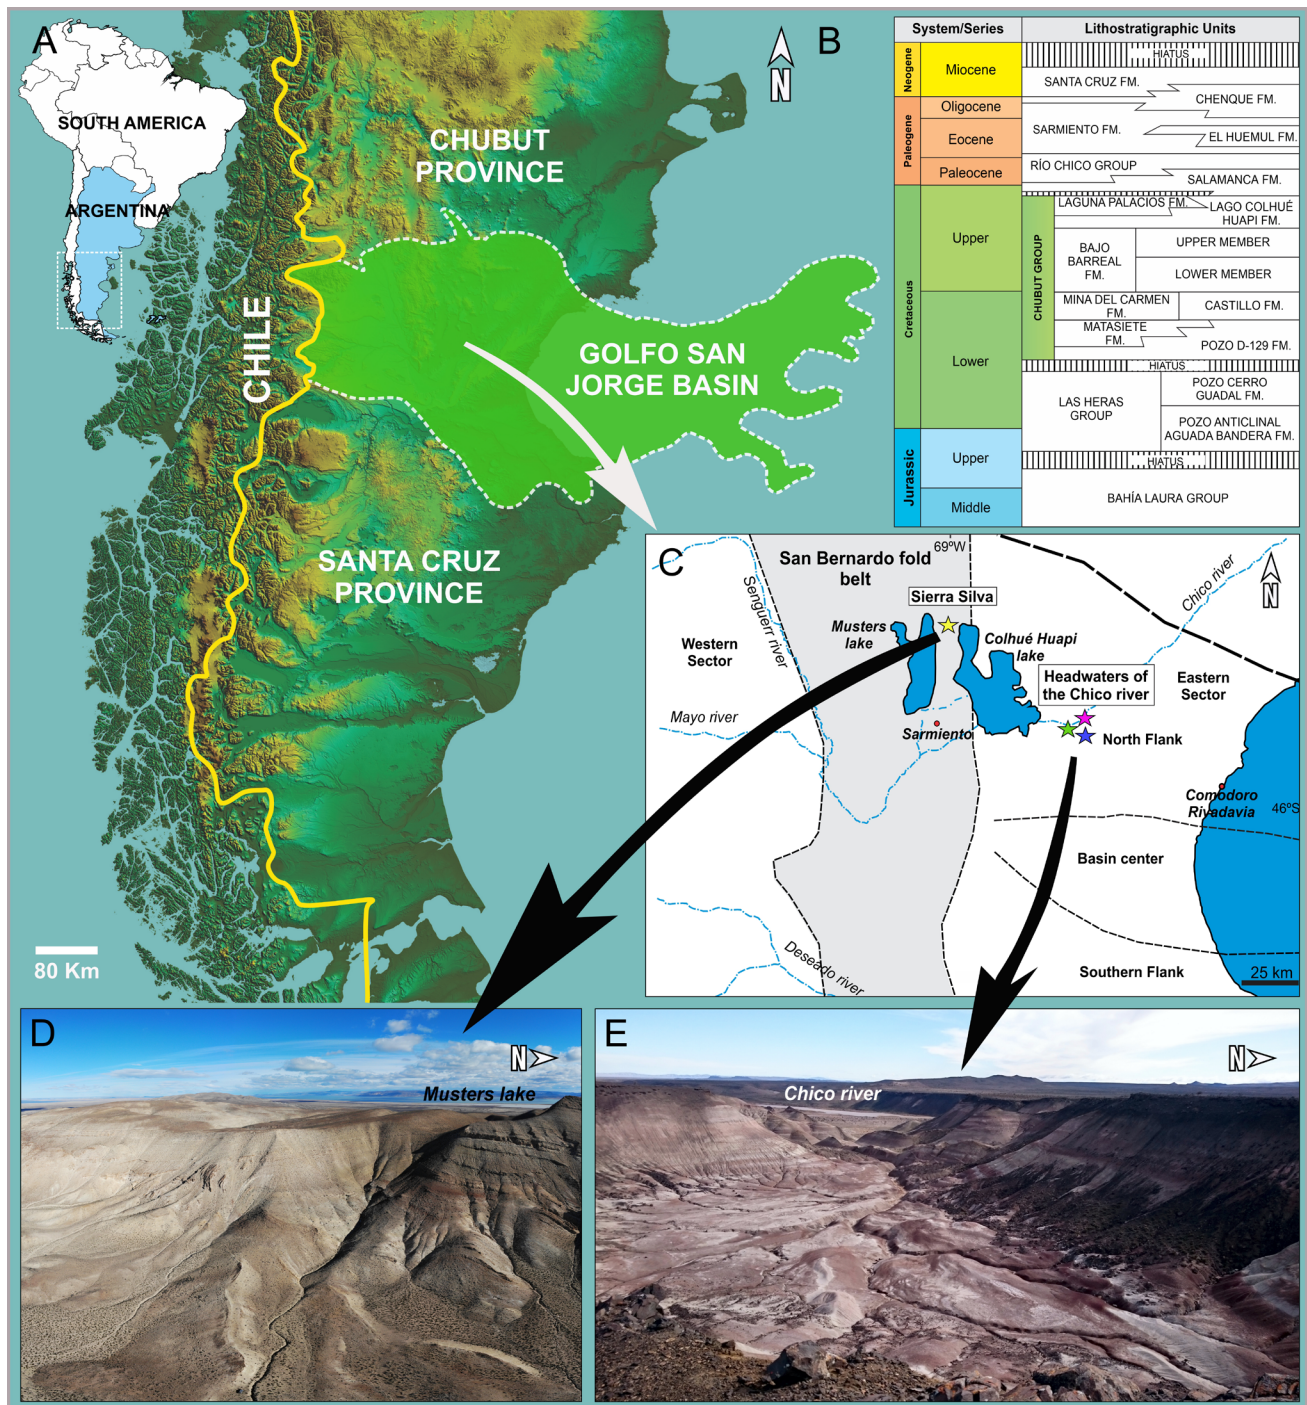 A
SOUTH AMERICA
ARGENTINA
CHUBUT
PROVINCE
N
CHILE
GOLFO SAN
JORGE BASIN
SANTA CRUZ
PROVINCE
80 Km
B
System/Series
Lithostratigraphic Units
Neogene
Miocene
HIATUS
SANTA CRUZ FM.
CHENQUE FM.
Paleogene
Oligocene
Eocene
Paleocene
SARMIENTO FM.
EL HUEMUL FM.
RÍO CHICO GROUP
SALAMANCA FM.
Cretaceous
Upper
Lower
CHUBUT GROUP
LAGUNA PALACIOS FM.
LAGO COLHUÉ
HUAPI FM.
BAJO
BARREAL
FM.
UPPER MEMBER
LOWER MEMBER
MINA DEL CARMEN
FM.
CASTILLO FM.
MATASIETE
FM.
POZO D-129 FM.
HIATUS
LAS HERAS
GROUP
POZO CERRO
GUADAL FM.
POZO ANTICLINAL
AGUADA BANDERA FM.
HIATUS
Jurassic
Upper
Middle
BAHÍA LAURA GROUP
C
69ºW
San Bernardo fold
belt
N
Sierra Silva
Senguerr river
Chico river
Musters
lake
Colhué Huapi
lake
Western
Sector
Headwaters of
the Chico river
Eastern
Sector
Mayo river
Sarmiento
North Flank
Comodoro
Rivadavia
46ºS
Basin center
Deseado river
Southern Flank
25 km
D
N
Musters lake
E
N
Chico river